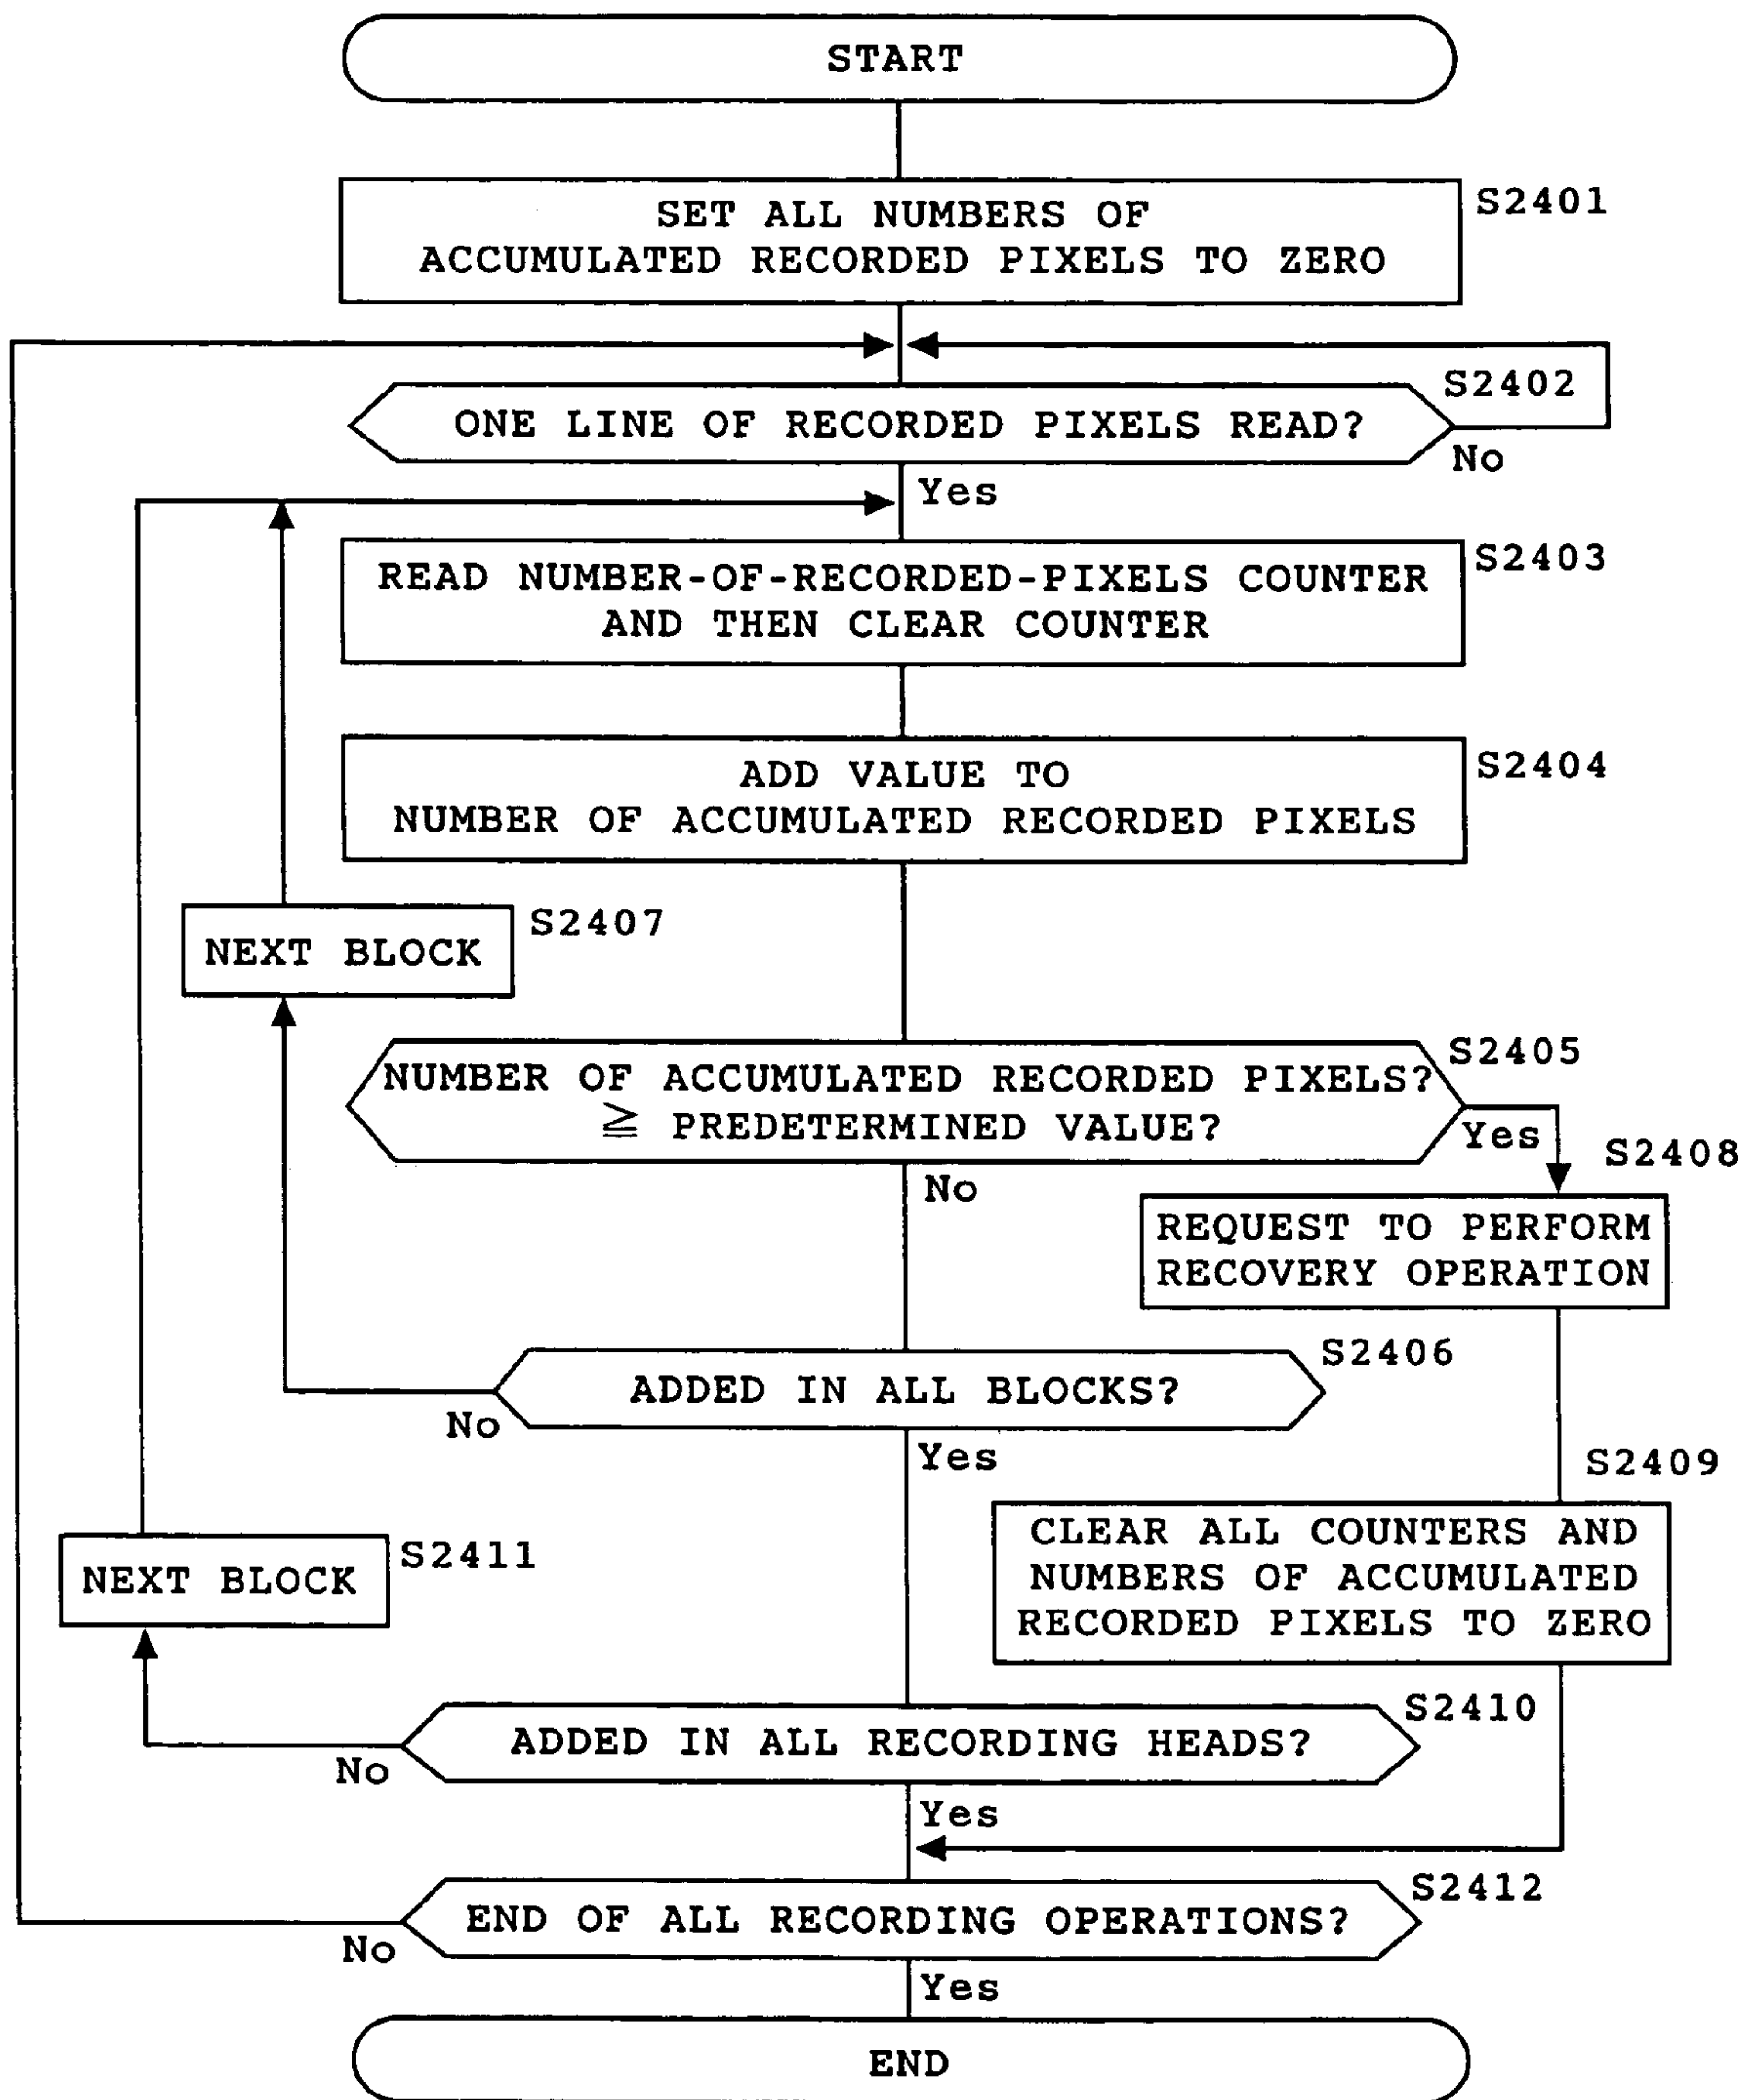 START
SET ALL NUMBERS OF
ACCUMULATED RECORDED PIXELS TO ZERO
S2401
S2402
ONE LINE OF RECORDED PIXELS READ?
No
Yes
S2403
READ NUMBER-OF-RECORDED-PIXELS COUNTER
AND THEN CLEAR COUNTER
S2404
ADD VALUE TO
NUMBER OF ACCUMULATED RECORDED PIXELS
S2407
NEXT BLOCK
S2405
NUMBER OF ACCUMULATED RECORDED PIXELS?
≧ PREDETERMINED VALUE?
Yes
No
S2408
REQUEST TO PERFORM
RECOVERY OPERATION
S2406
ADDED IN ALL BLOCKS?
No
Yes
S2409
CLEAR ALL COUNTERS AND
NUMBERS OF ACCUMULATED
RECORDED PIXELS TO ZERO
S2411
NEXT BLOCK
S2410
ADDED IN ALL RECORDING HEADS?
No
Yes
S2412
END OF ALL RECORDING OPERATIONS?
No
Yes
END